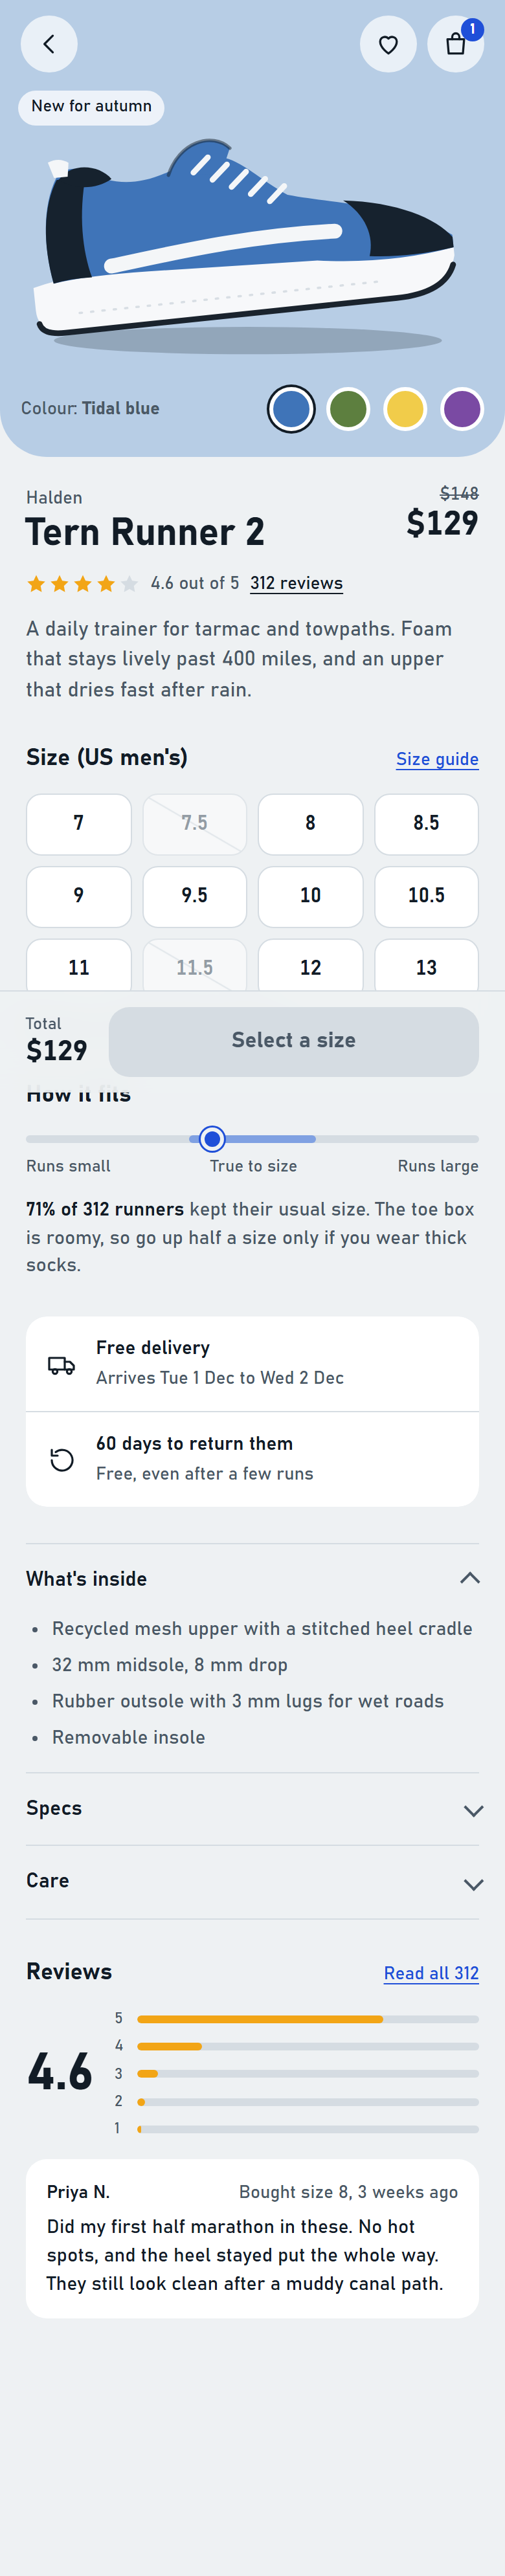 1
New for autumn
Colour: Tidal blue
Halden
$148
Tern Runner 2
$129
4.6 out of 5 312 reviews
A daily trainer for tarmac and towpaths. Foam
that stays lively past 400 miles, and an upper
that dries fast after rain.
Size (US men's)
Size guide
7
7.5
8
8.5
9
9.5
10
10.5
11
11.5
12
13
Total
$129
Select a size
How it fits
Runs small
True to size
Runs large
71% of 312 runners kept their usual size. The toe box
is roomy, so go up half a size only if you wear thick
socks.
Free delivery
Arrives Tue 1 Dec to Wed 2 Dec
60 days to return them
Free, even after a few runs
What's inside
• Recycled mesh upper with a stitched heel cradle
• 32 mm midsole, 8 mm drop
• Rubber outsole with 3 mm lugs for wet roads
• Removable insole
Specs
Care
Reviews
Read all 312
4.6
5
4
3
2
1
Priya N.
Bought size 8, 3 weeks ago
Did my first half marathon in these. No hot
spots, and the heel stayed put the whole way.
They still look clean after a muddy canal path.